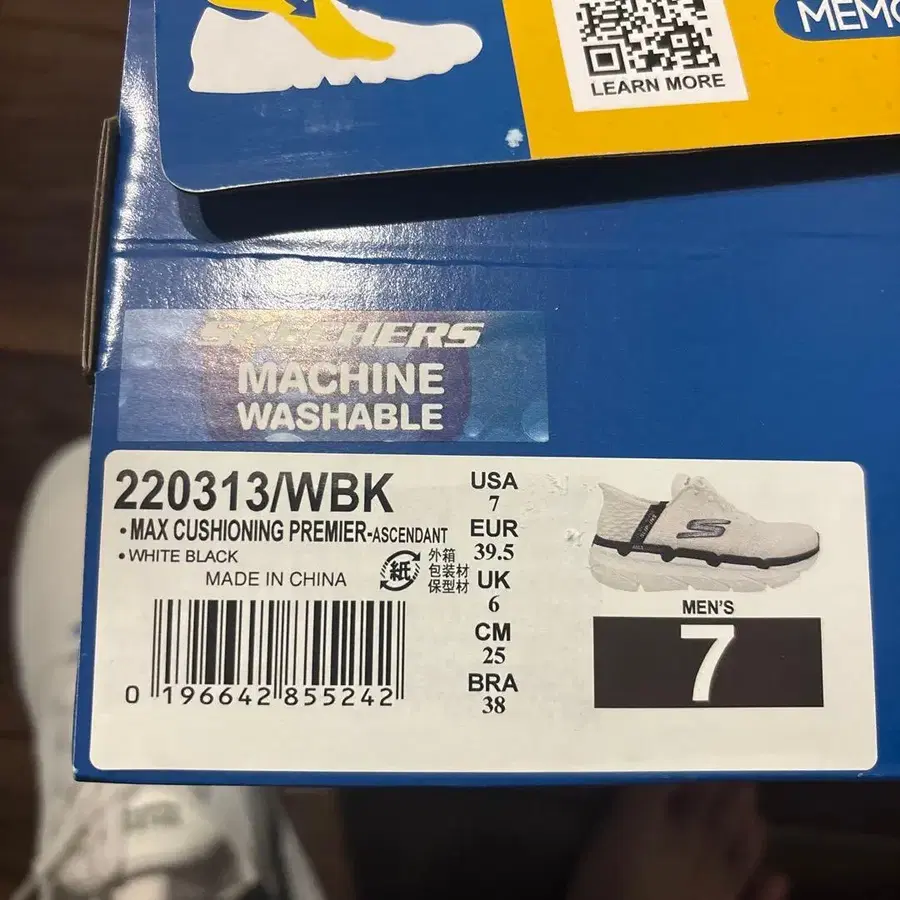 LEARN MORE
SKECHERS
MACHINE
WASHABLE
220313/WBK
• MAX CUSHIONING PREMIER-ASCENDANT
• WHITE BLACK
MADE IN CHINA
紙
外箱
包装材
保型材
0 196642 855242
USA
7
EUR
39.5
UK
6
CM
25
BRA
38
MEN'S
7